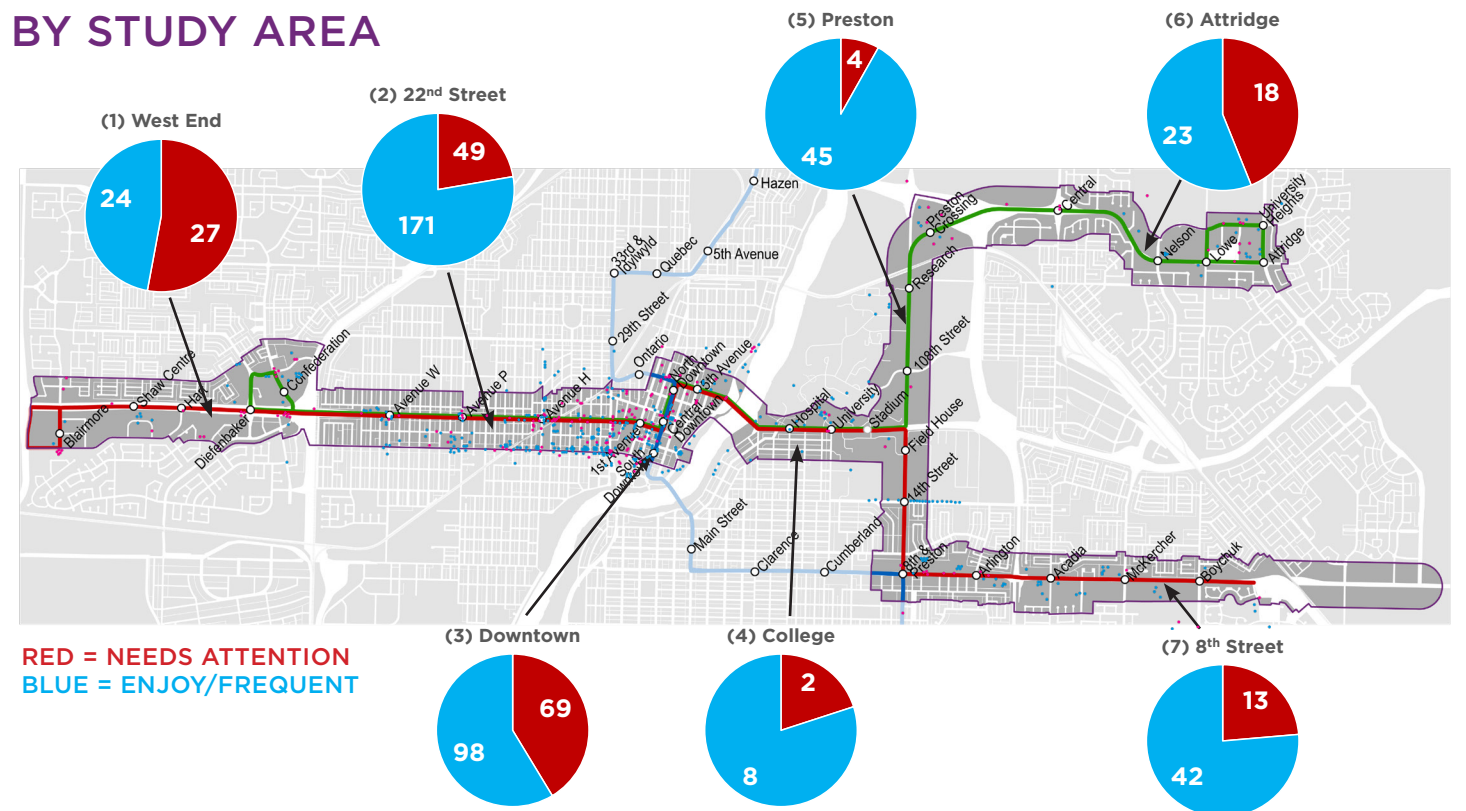 BY STUDY AREA
(5) Preston
4
45
(6) Attridge
18
23
(2) 22nd Street
49
171
(1) West End
24
27
Hazen
33rd &
Idylwyld
Quebec
5th Avenue
29th Street
Ontario
North
Downtown
5th Avenue
Preston
Crossing
Central
Nelson
Lowe
University
Heights
Attridge
Research
108th Street
Confederation
Shaw Centre
Hart
Blairmore
Diefenbaker
Avenue W
Avenue P
Avenue H
1st Avenue
Central
Downtown
South
Downtown
Hospital
University
Stadium
Field House
14th Street
Main Street
Clarence
Cumberland
8th &
Preston
Arlington
Acadia
McKercher
Boychuk
RED = NEEDS ATTENTION
BLUE = ENJOY/FREQUENT
(3) Downtown
69
98
(4) College
2
8
(7) 8th Street
13
42